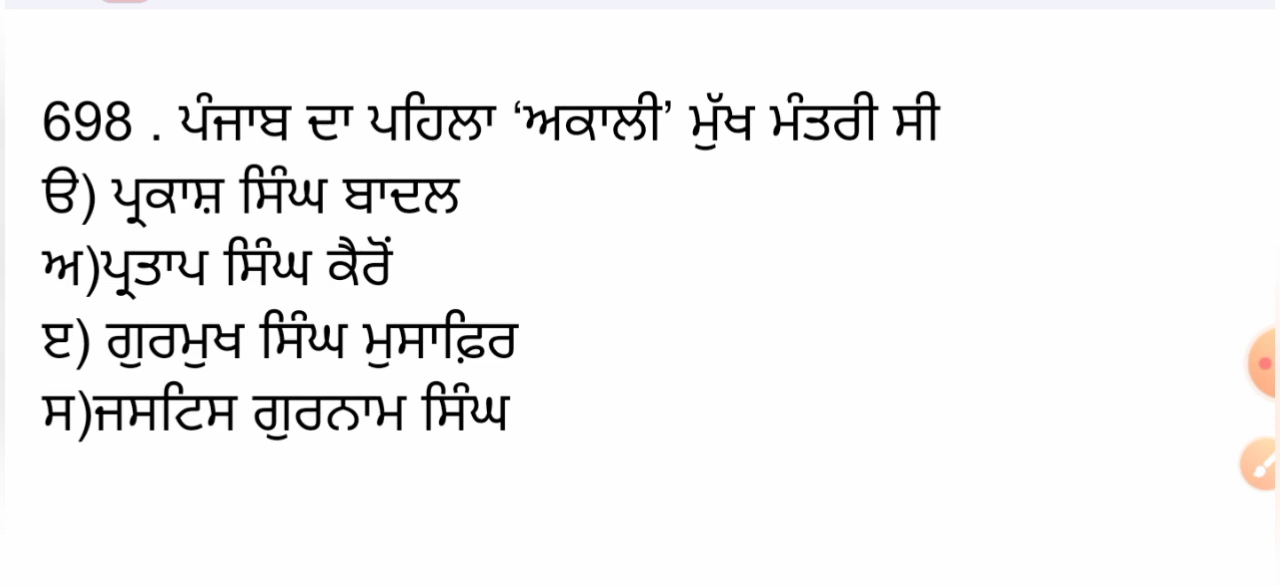 698 . ਪੰਜਾਬ ਦਾ ਪਹਿਲਾ ‘ਅਕਾਲੀ’ ਮੁੱਖ ਮੰਤਰੀ ਸੀ
ੳ) ਪ੍ਰਕਾਸ਼ ਸਿੰਘ ਬਾਦਲ
ਅ)ਪ੍ਰਤਾਪ ਸਿੰਘ ਕੈਰੋਂ
ੲ) ਗੁਰਮੁਖ ਸਿੰਘ ਮੁਸਾਫ਼ਿਰ
ਸ)ਜਸਟਿਸ ਗੁਰਨਾਮ ਸਿੰਘ